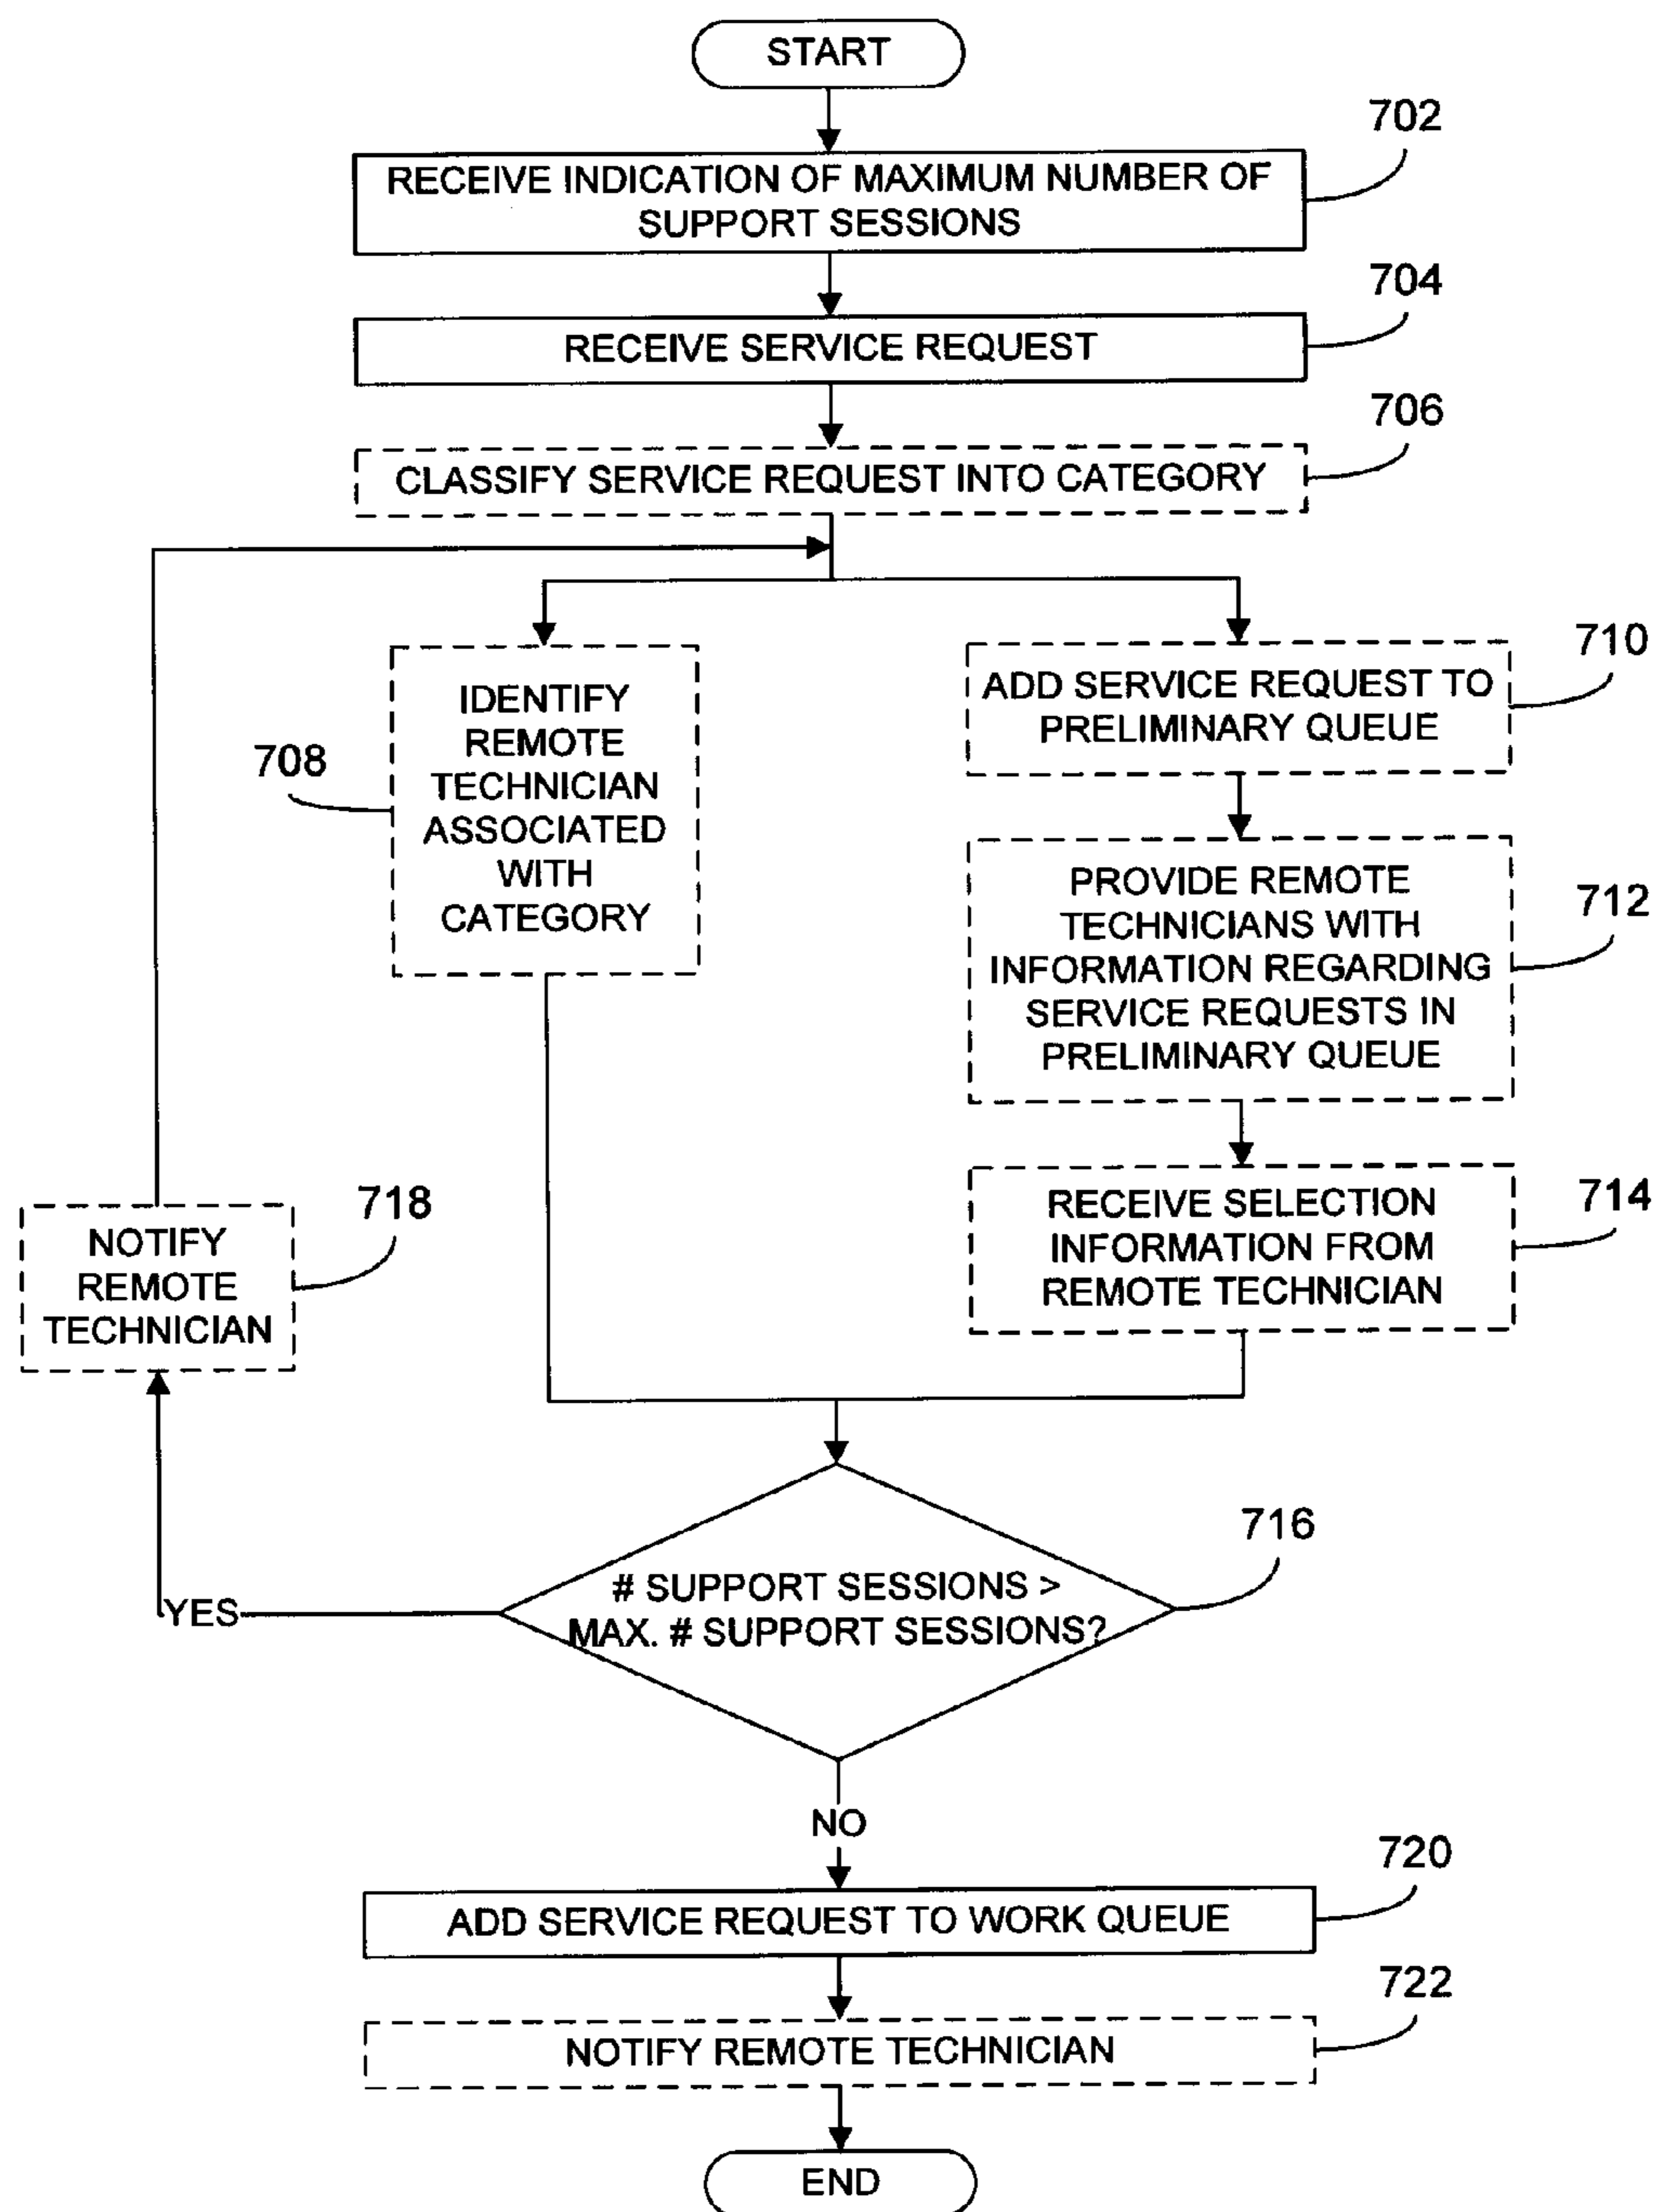 START
702
RECEIVE INDICATION OF MAXIMUM NUMBER OF
SUPPORT SESSIONS
704
RECEIVE SERVICE REQUEST
706
CLASSIFY SERVICE REQUEST INTO CATEGORY
708
IDENTIFY
REMOTE
TECHNICIAN
ASSOCIATED
WITH
CATEGORY
710
ADD SERVICE REQUEST TO
PRELIMINARY QUEUE
712
PROVIDE REMOTE
TECHNICIANS WITH
INFORMATION REGARDING
SERVICE REQUESTS IN
PRELIMINARY QUEUE
714
RECEIVE SELECTION
INFORMATION FROM
REMOTE TECHNICIAN
718
NOTIFY
REMOTE
TECHNICIAN
716
# SUPPORT SESSIONS >
MAX. # SUPPORT SESSIONS?
YES
NO
720
ADD SERVICE REQUEST TO WORK QUEUE
722
NOTIFY REMOTE TECHNICIAN
END